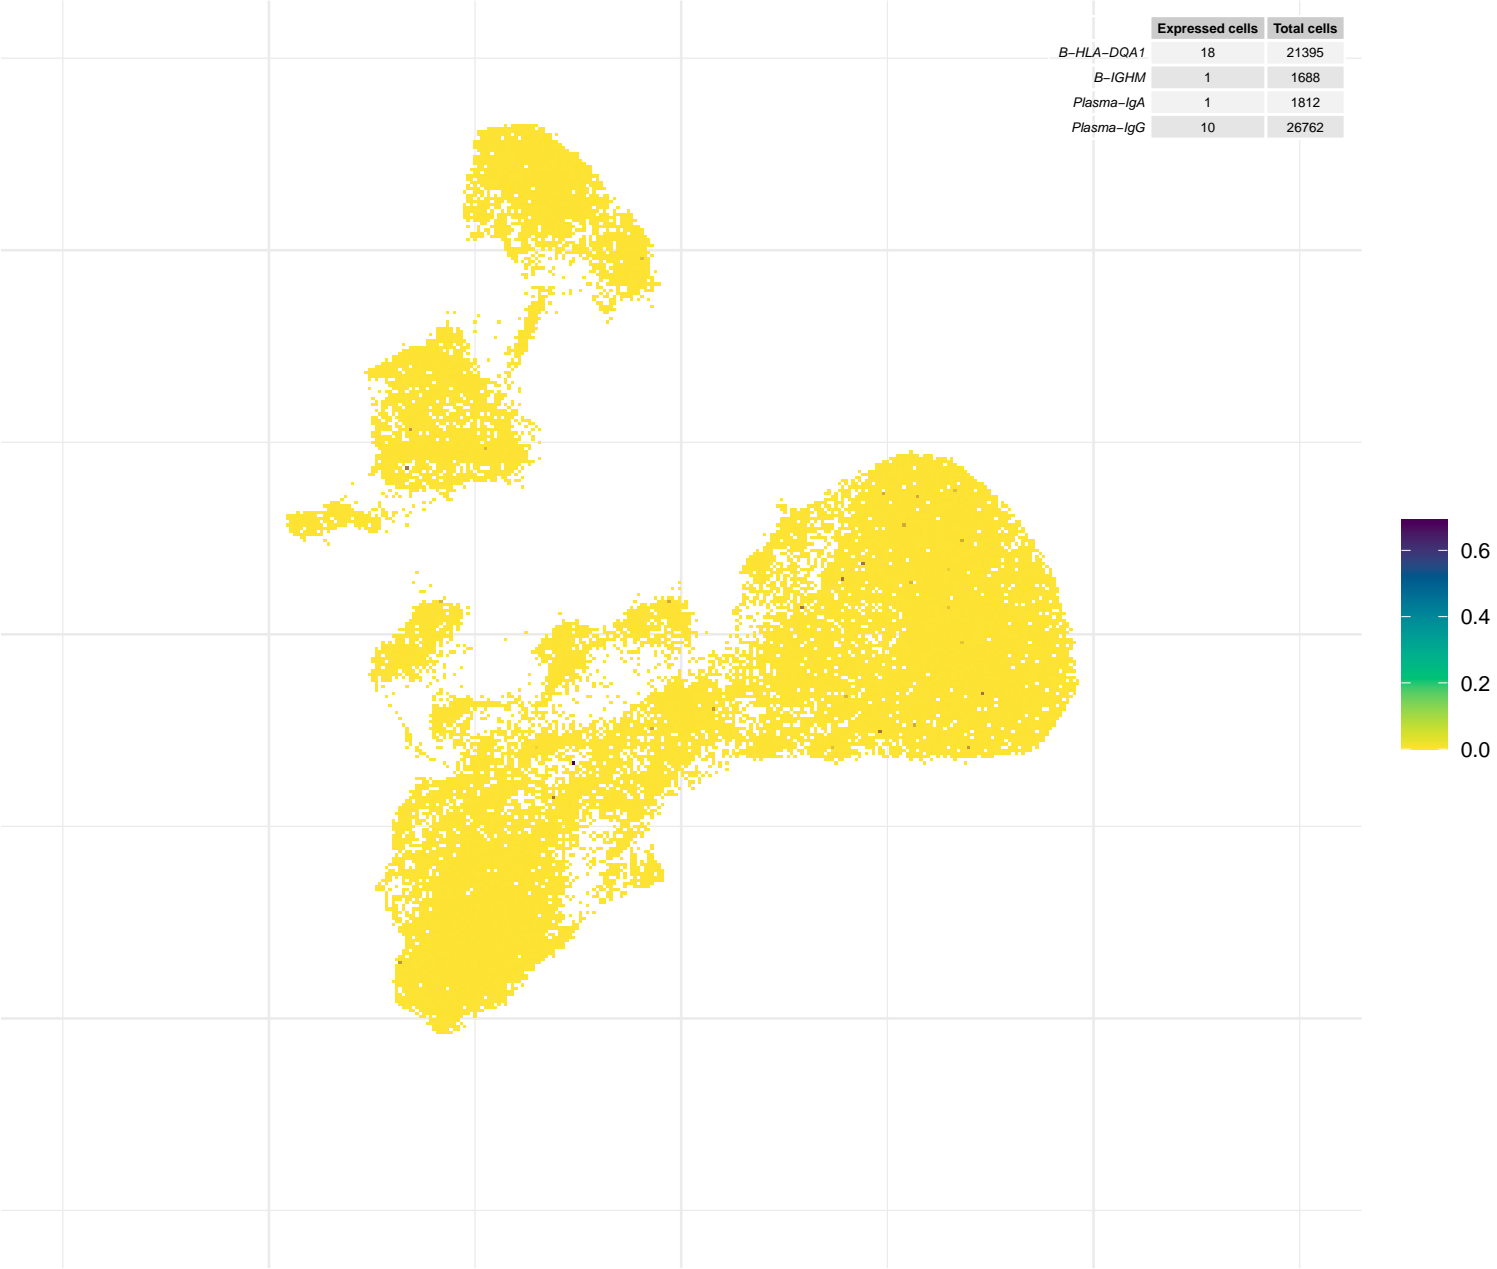 Expressed cells Total cells
B−HLA−DQA1 18 21395
B−IGHM 1 1688
Plasma−IgA 1 1812
Plasma−IgG 10 26762
0.6
0.4
0.2
0.0